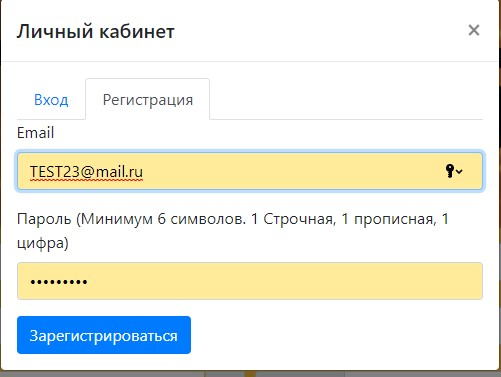 Личный кабинет ×
Вход Регистрация
Email
TEST23@mail.ru
Пароль (Минимум 6 символов. 1 Строчная, 1 прописная, 1
цифра)
•••••••••
Зарегистрироваться